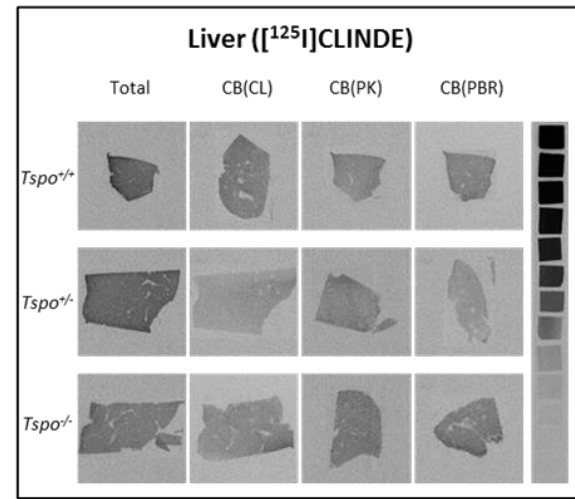 Liver ([¹²⁵I]CLINDE)
Total CB(CL) CB(PK) CB(PBR)
Tspo⁺/⁺
Tspo⁺/⁻
Tspo⁻/⁻